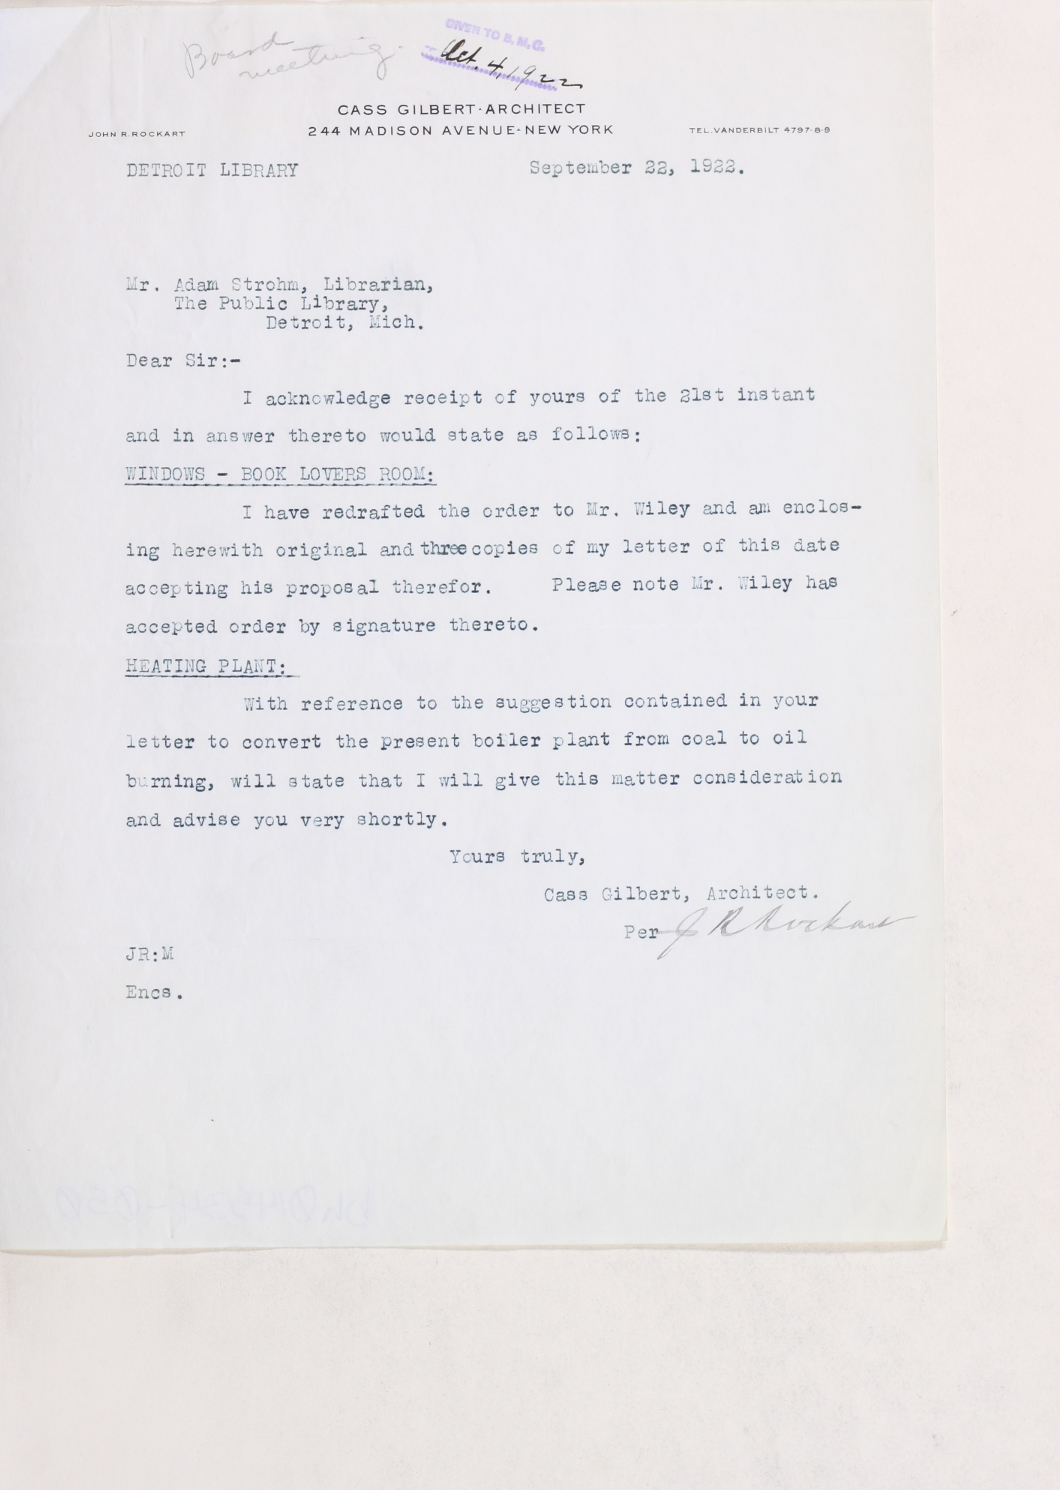 Board
meeting.
GIVEN TO B. M. C.
Oct. 4, 1922
CASS GILBERT·ARCHITECT
JOHN R. ROCKART
244 MADISON AVENUE·NEW YORK
TEL. VANDERBILT 4797-8-9
DETROIT LIBRARY
September 22, 1922.
Mr. Adam Strohm, Librarian,
The Public Library,
Detroit, Mich.
Dear Sir:-
I acknowledge receipt of yours of the 21st instant
and in answer thereto would state as follows:
WINDOWS - BOOK LOVERS ROOM:
I have redrafted the order to Mr. Wiley and am enclos-
ing herewith original and three copies of my letter of this date
accepting his proposal therefor. Please note Mr. Wiley has
accepted order by signature thereto.
HEATING PLANT:
With reference to the suggestion contained in your
letter to convert the present boiler plant from coal to oil
burning, will state that I will give this matter consideration
and advise you very shortly.
Yours truly,
Cass Gilbert, Architect.
Per J R Rockart
JR:M
Encs.